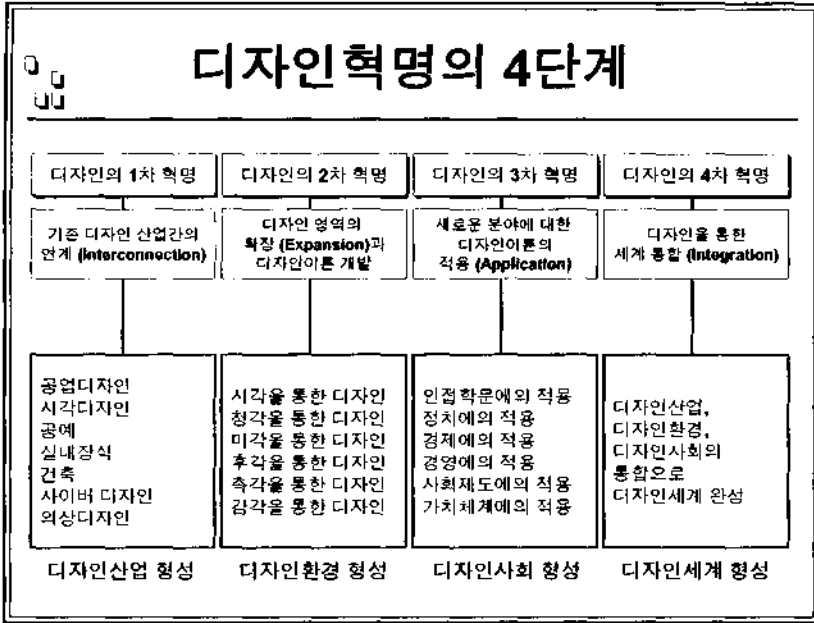 디자인혁명의 4단계
디자인의 1차 혁명
기존 디자인 산업간의
연계 (Interconnection)
공업디자인
시각디자인
공예
실내장식
건축
사이버 디자인
의상디자인
디자인산업 형성
디자인의 2차 혁명
디자인 영역의
확장 (Expansion)과
디자인이론 개발
시각을 통한 디자인
청각을 통한 디자인
미각을 통한 디자인
후각을 통한 디자인
촉각을 통한 디자인
감각을 통한 디자인
디자인환경 형성
디자인의 3차 혁명
새로운 분야에 대한
디자인이론의
적용 (Application)
인접학문에의 적용
정치에의 적용
경제에의 적용
경영에의 적용
사회제도에의 적용
가치체계에의 적용
디자인사회 형성
디자인의 4차 혁명
디자인을 통한
세계 통합 (Integration)
디자인산업,
디자인환경,
디자인사회의
통합으로
디자인세계 완성
디자인세계 형성